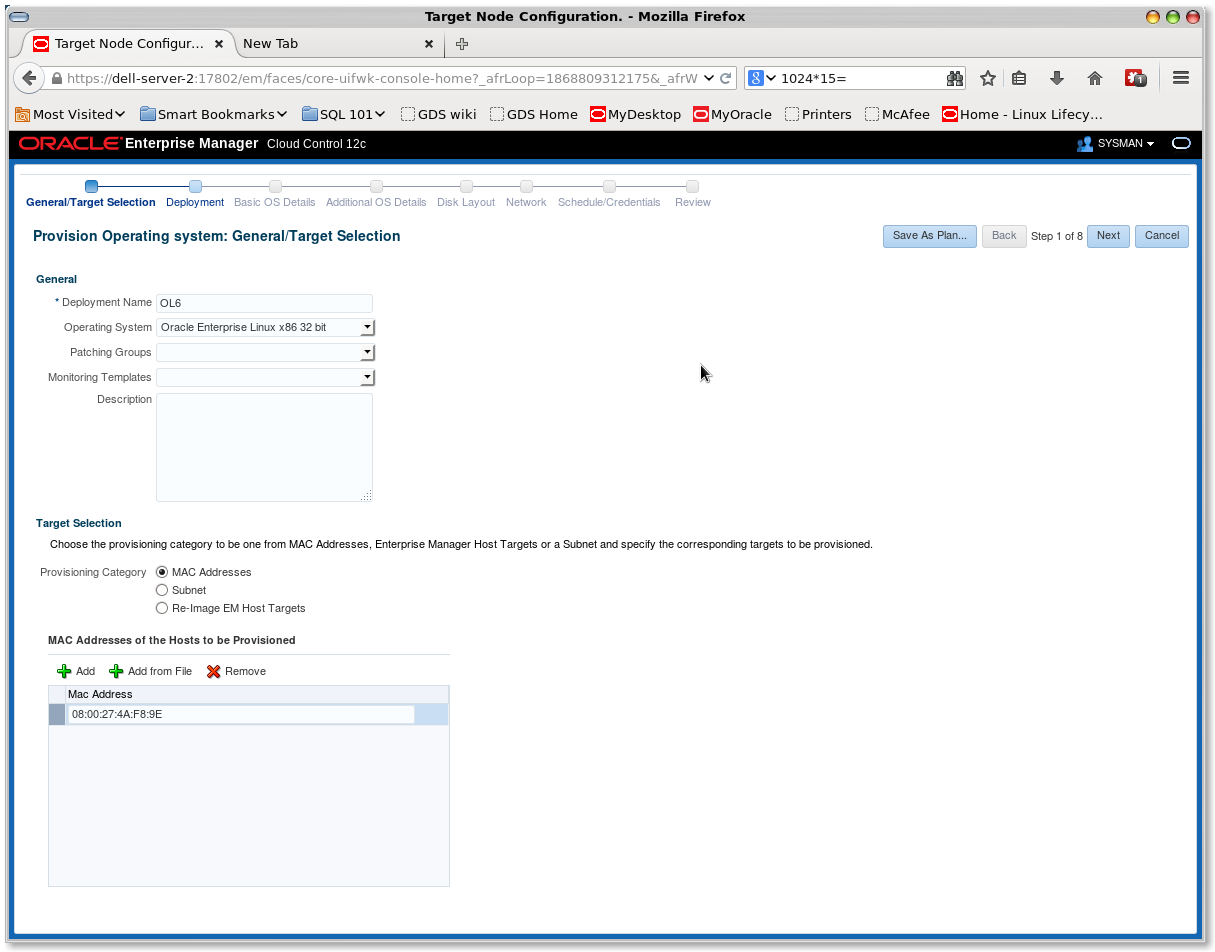 Target Node Configuration. - Mozilla Firefox
Target Node Configur... New Tab
https://dell-server-2:17802/em/faces/core-uifwk-console-home?_afrLoop=1868809312175&_afrW 8 1024*15= 1
Most Visited Smart Bookmarks SQL 101 GDS wiki GDS Home MyDesktop MyOracle Printers McAfee Home - Linux Lifecy...
ORACLE Enterprise Manager Cloud Control 12c SYSMAN
General/Target Selection Deployment Basic OS Details Additional OS Details Disk Layout Network Schedule/Credentials Review
Provision Operating system: General/Target Selection Save As Plan... Back Step 1 of 8 Next Cancel
General
* Deployment Name OL6
Operating System Oracle Enterprise Linux x86 32 bit
Patching Groups
Monitoring Templates
Description
Target Selection
Choose the provisioning category to be one from MAC Addresses, Enterprise Manager Host Targets or a Subnet and specify the corresponding targets to be provisioned.
Provisioning Category MAC Addresses
Subnet
Re-Image EM Host Targets
MAC Addresses of the Hosts to be Provisioned
Add Add from File Remove
Mac Address
08:00:27:4A:F8:9E